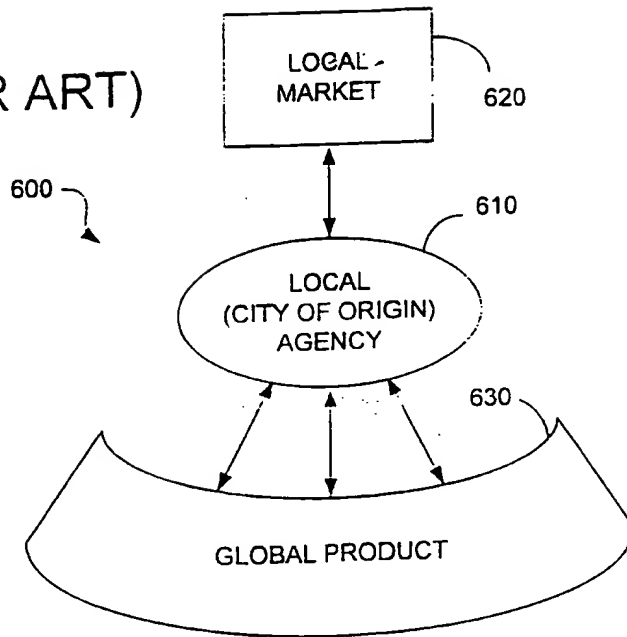 R ART)
LOCAL
MARKET
620
600
610
LOCAL
(CITY OF ORIGIN)
AGENCY
630
GLOBAL PRODUCT